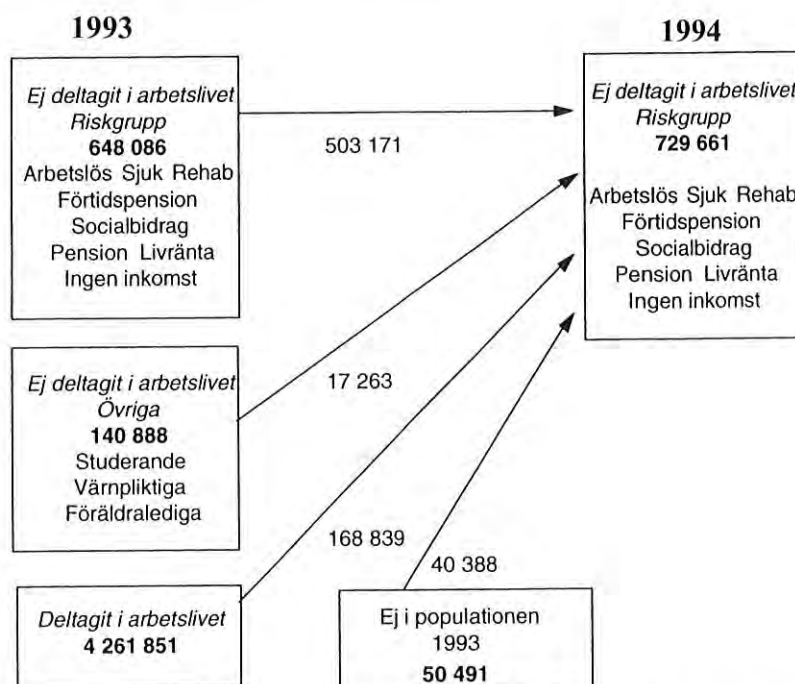 1993
Ej deltagit i arbetslivet
Riskgrupp
648 086
Arbetslös Sjuk Rehab
Förtidspension
Socialbidrag
Pension Livränta
Ingen inkomst
503 171
1994
Ej deltagit i arbetslivet
Riskgrupp
729 661
Arbetslös Sjuk Rehab
Förtidspension
Socialbidrag
Pension Livränta
Ingen inkomst
Ej deltagit i arbetslivet
Övriga
140 888
Studerande
Värnpliktiga
Föräldralediga
17 263
168 839
40 388
Deltagit i arbetslivet
4 261 851
Ej i populationen
1993
50 491